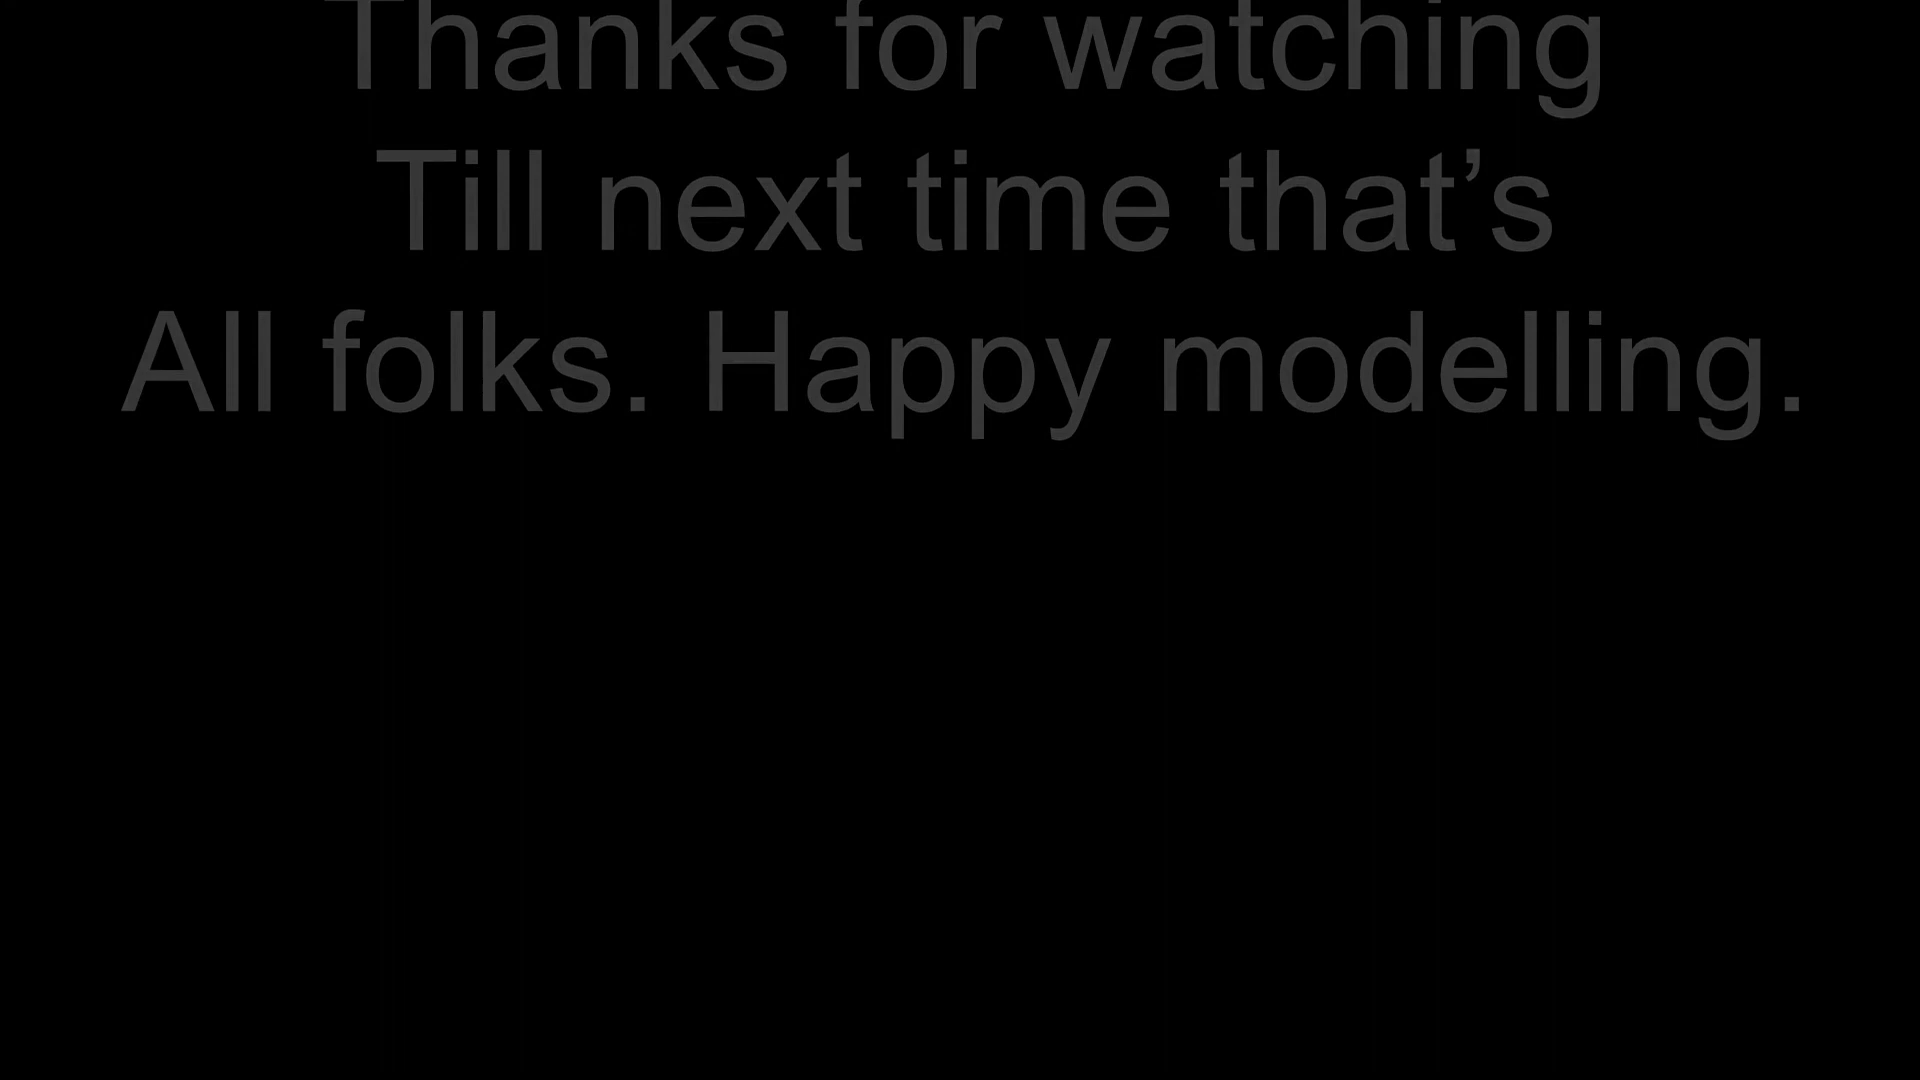 Thanks for watching
Till next time that’s
All folks. Happy modelling.